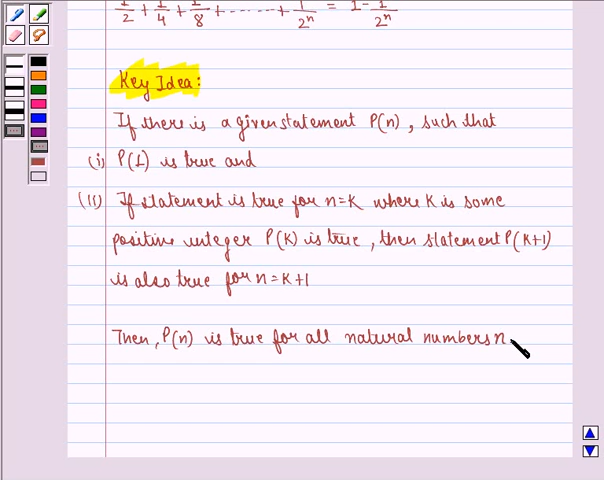 1/2 + 1/4 + 1/8 + ........ + 1/2ⁿ = 1 - 1/2ⁿ
Key Idea:
If there is a given statement P(n), such that
(i) P(1) is true and
(ii) If statement is true for n=K where K is some
positive integer P(K) is true, then statement P(K+1)
is also true for n=K+1
Then, P(n) is true for all natural numbers n